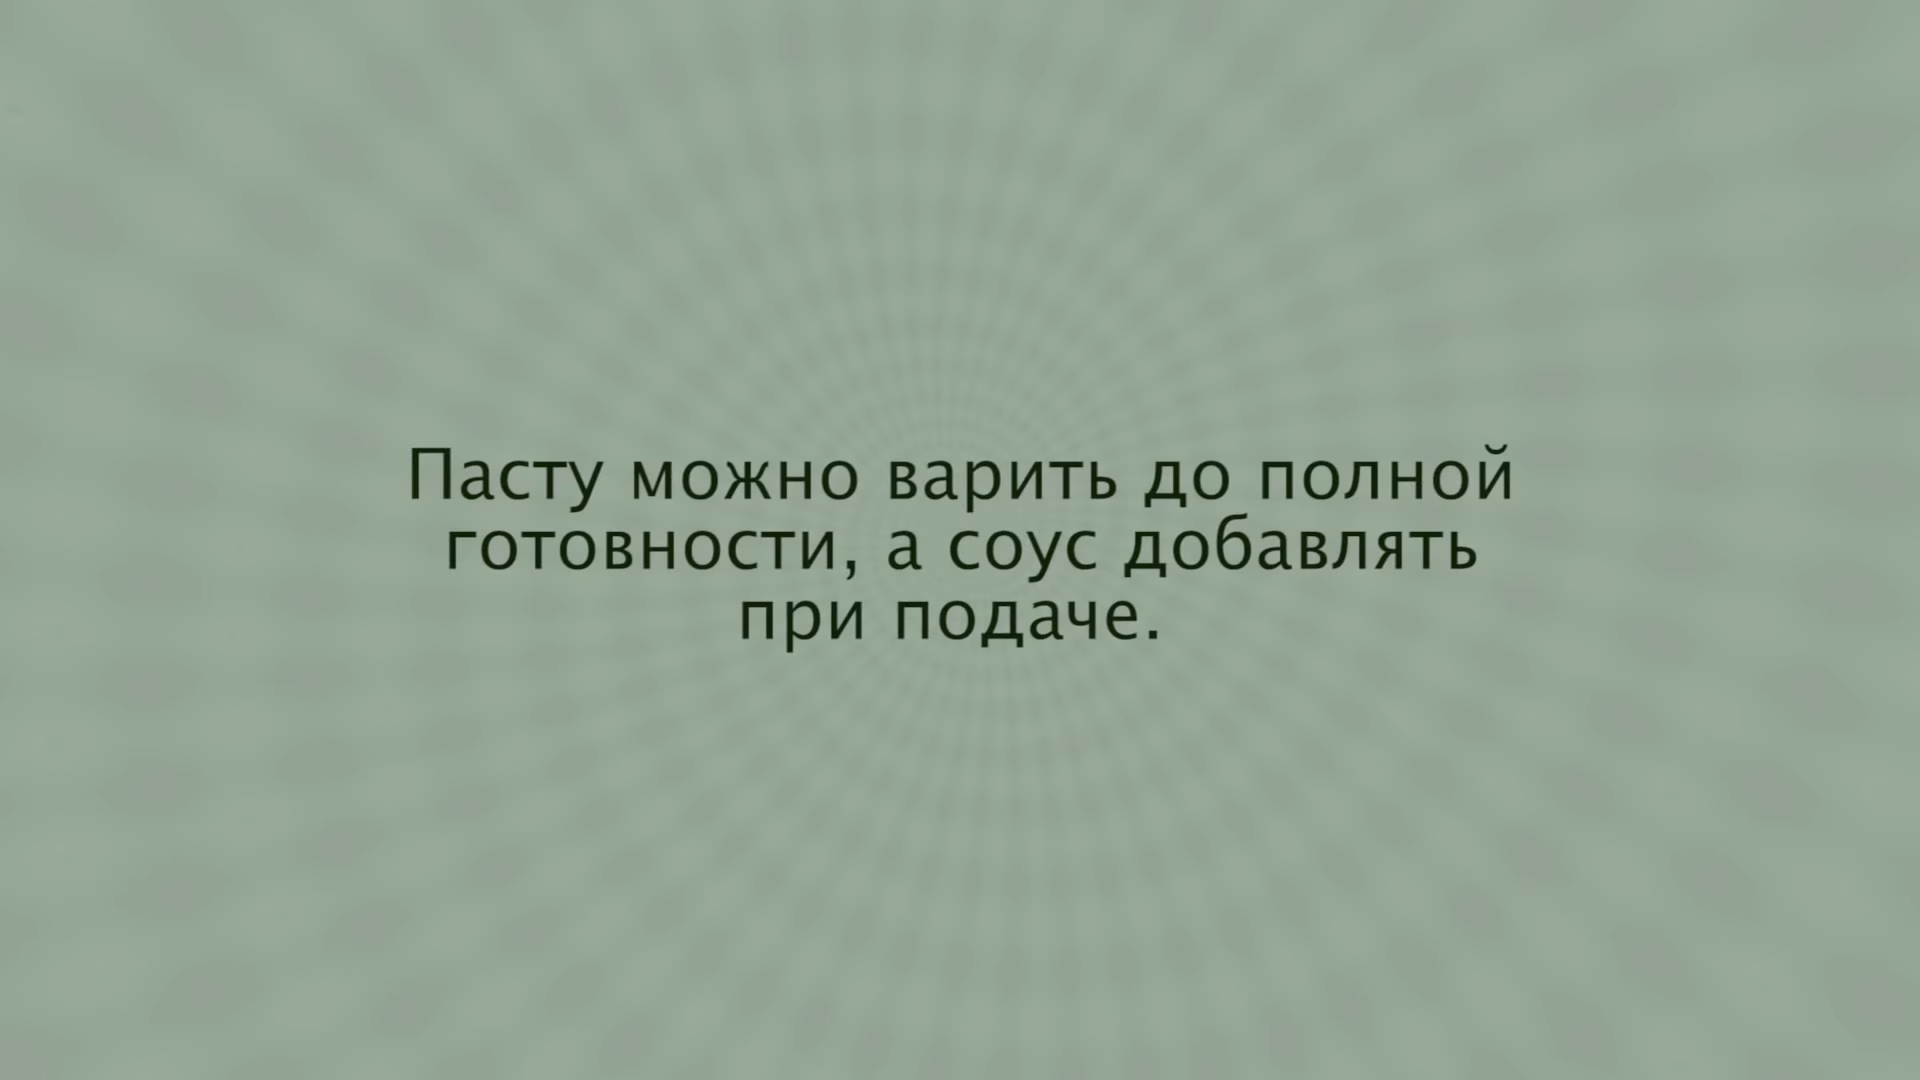 Пасту можно варить до полной
готовности, а соус добавлять
при подаче.